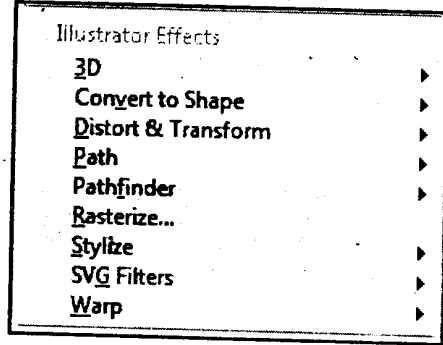 Illustrator Effects
3D
Convert to Shape
Distort & Transform
Path
Pathfinder
Rasterize...
Stylize
SVG Filters
Warp